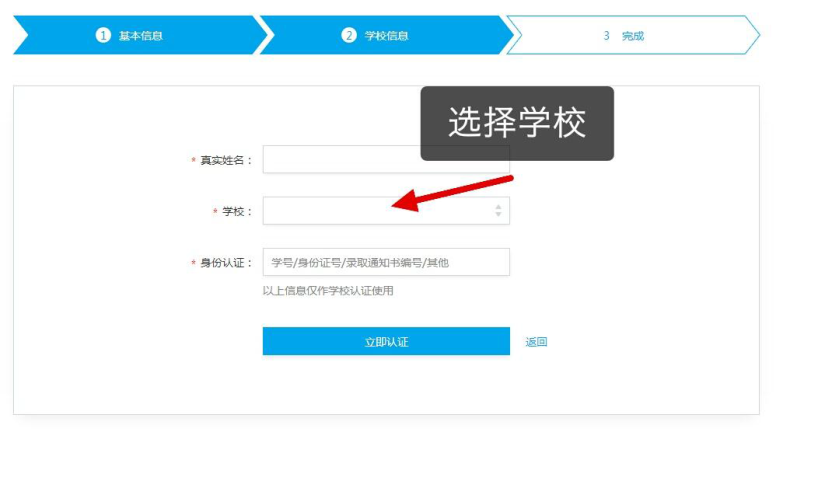 1 基本信息
2 学校信息
3 完成
选择学校
* 真实姓名：
* 学校：
* 身份认证：
学号/身份证号/录取通知书编号/其他
以上信息仅作学校认证使用
立即认证
返回